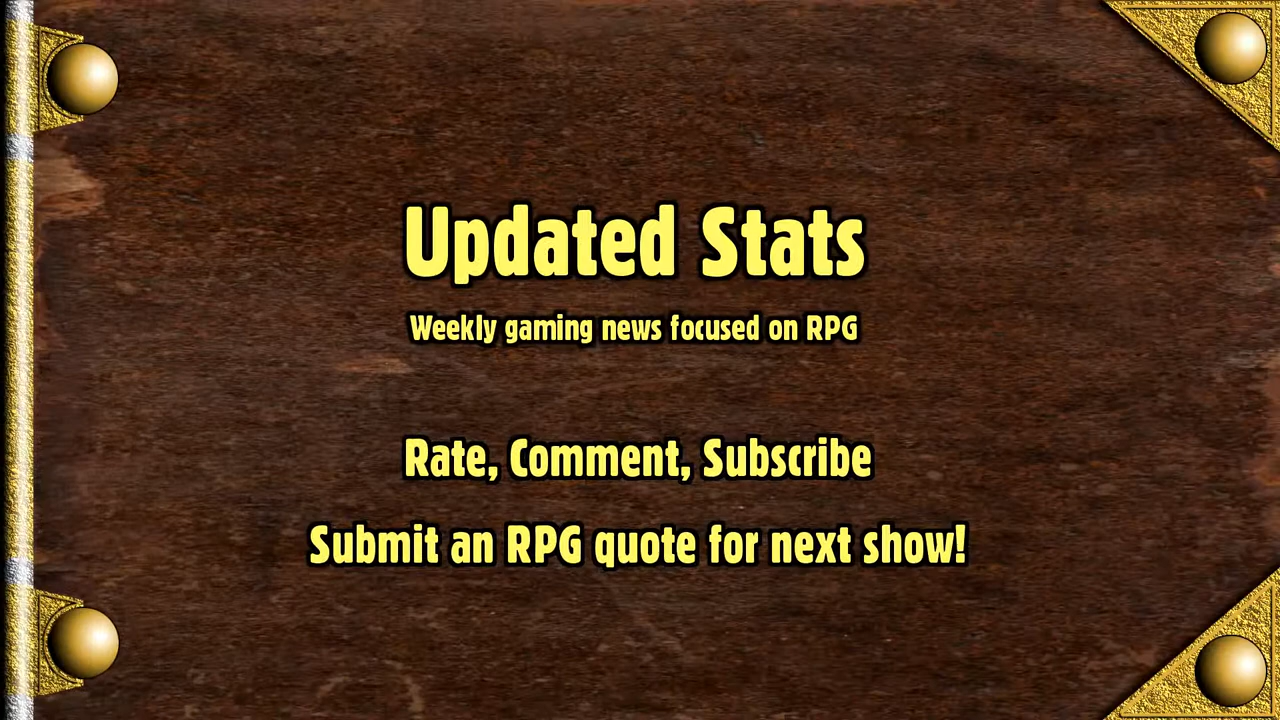 Updated Stats
Weekly gaming news focused on RPG
Rate, Comment, Subscribe
Submit an RPG quote for next show!